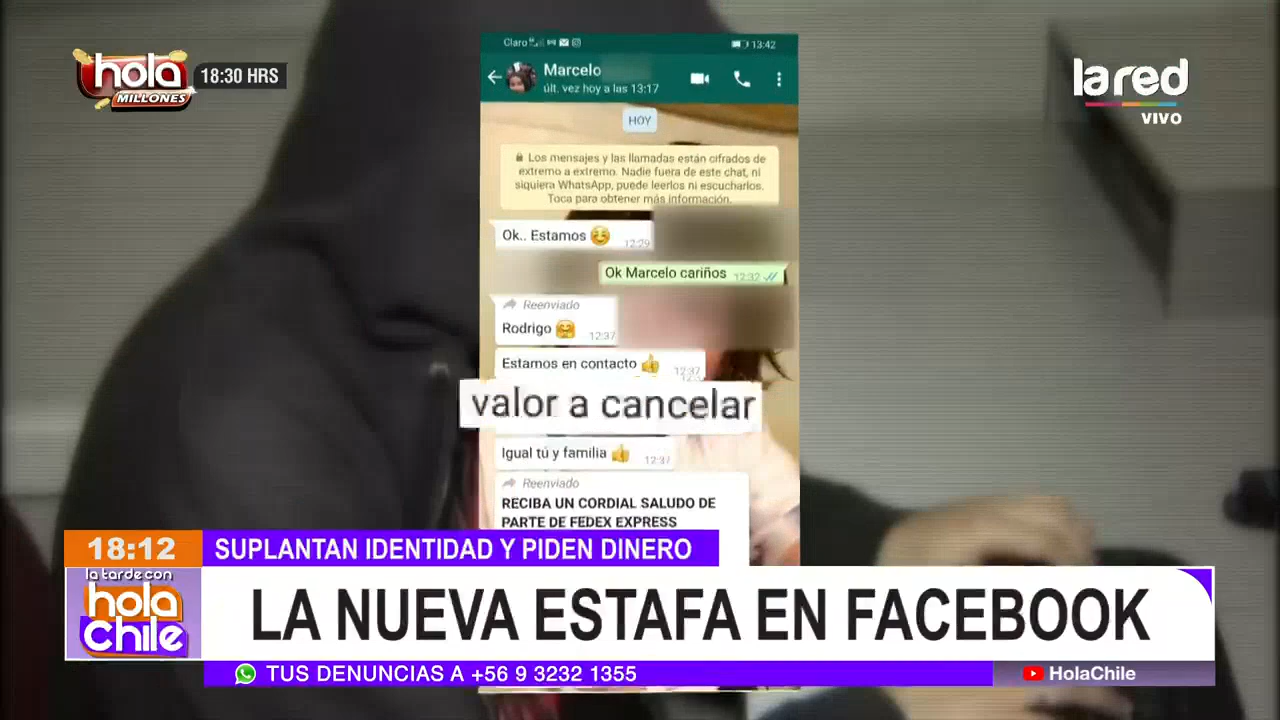 hola
MILLONES
18:30 HRS
la red
VIVO
Claro
13:42
Marcelo
últ. vez hoy a las 13:17
HOY
Los mensajes y las llamadas están cifrados de
extremo a extremo. Nadie fuera de este chat, ni
siquiera WhatsApp, puede leerlos ni escucharlos.
Toca para obtener más información.
Ok.. Estamos 😊 12:29
Ok Marcelo cariños 12:32
Reenviado
Rodrigo 🤗 12:37
Estamos en contacto 👍 12:37
valor a cancelar
Igual tú y familia 👍 12:37
Reenviado
RECIBA UN CORDIAL SALUDO DE
PARTE DE FEDEX EXPRESS
18:12
SUPLANTAN IDENTIDAD Y PIDEN DINERO
la tarde con
hola
Chile
LA NUEVA ESTAFA EN FACEBOOK
TUS DENUNCIAS A +56 9 3232 1355
HolaChile